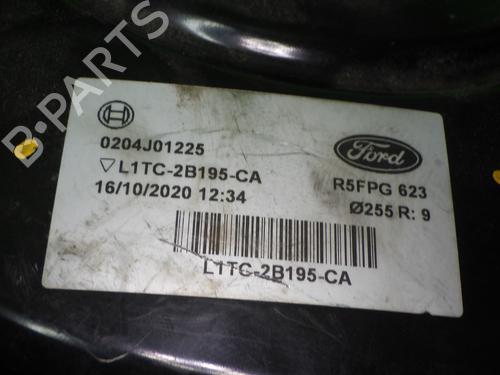 B-PARTS
0204J01225
Ford
▽L1TC-2B195-CA
R5FPG 623
16/10/2020 12:34
Ø255 R: 9
L1TC-2B195-CA